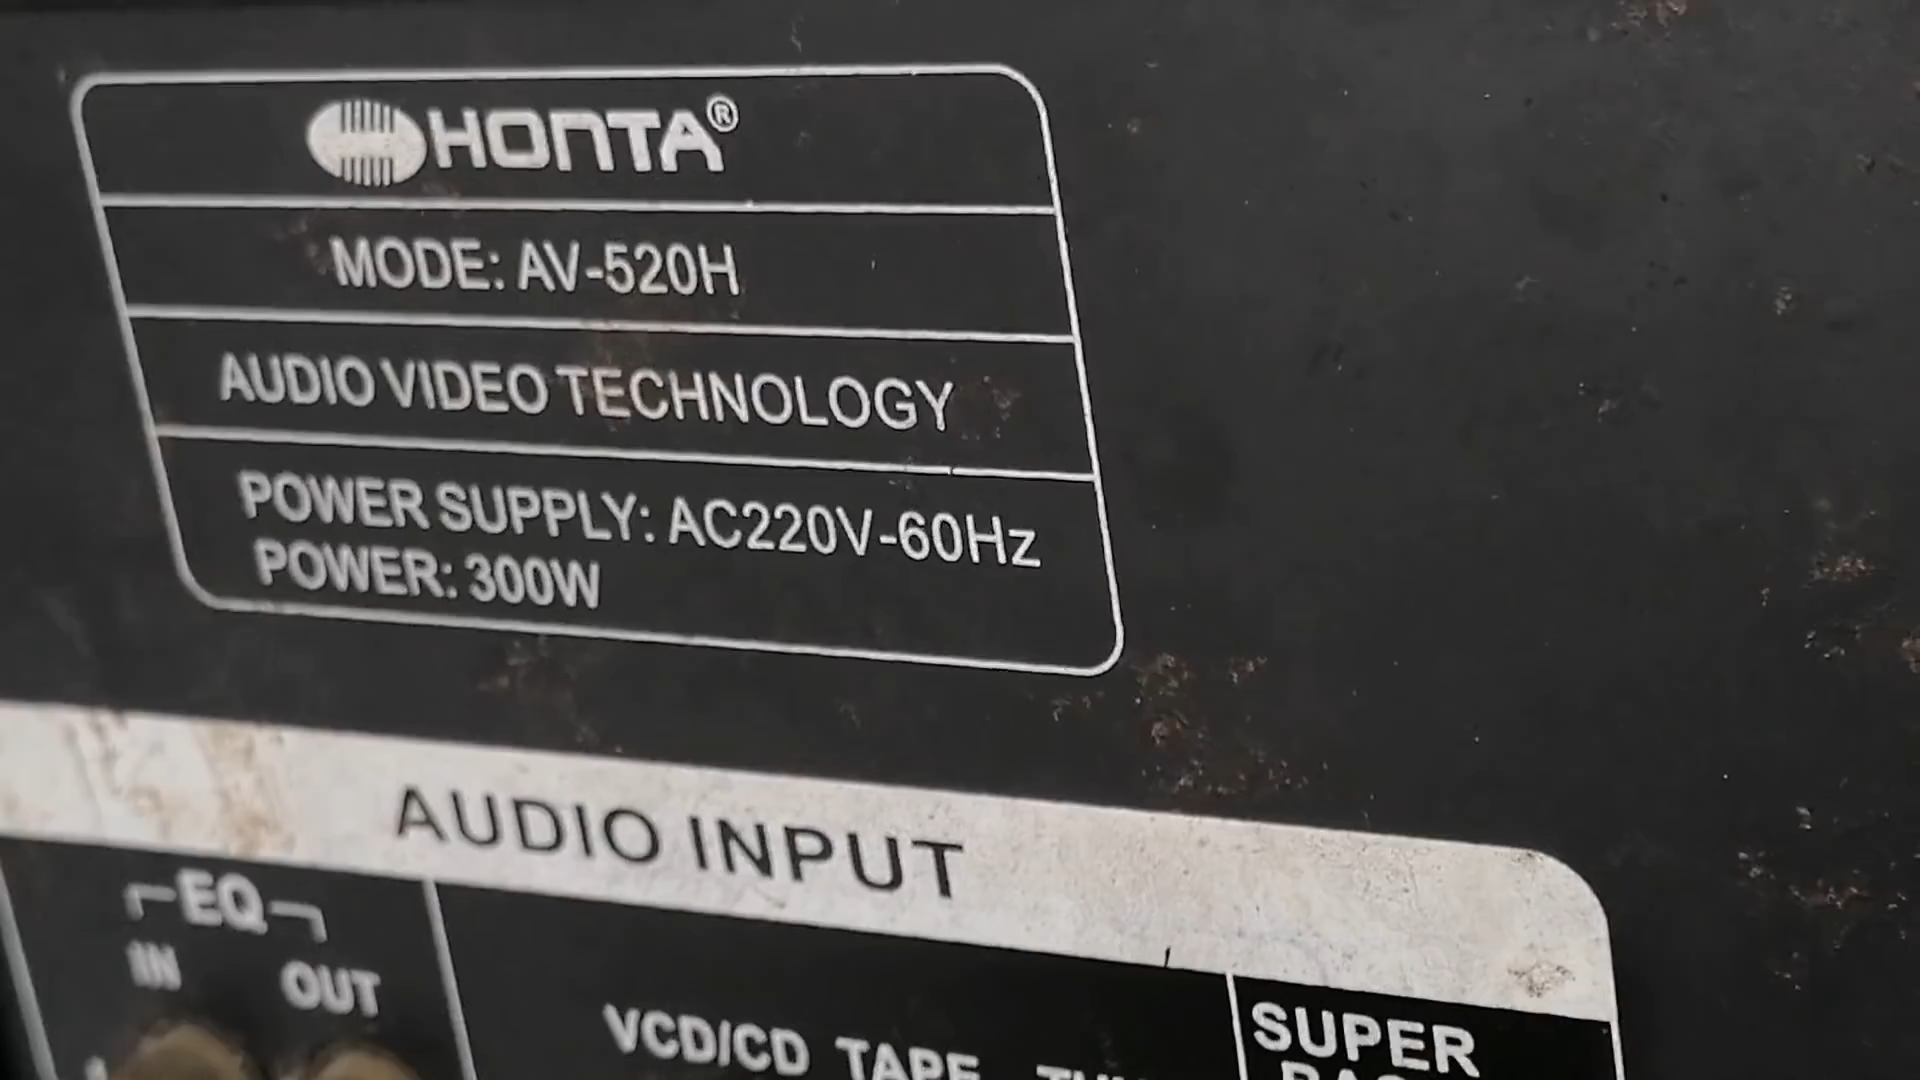 HONTA®
MODE: AV-520H
AUDIO VIDEO TECHNOLOGY
POWER SUPPLY: AC220V-60Hz
POWER: 300W
AUDIO INPUT
EQ
IN OUT
VCD/CD TAPE
SUPER